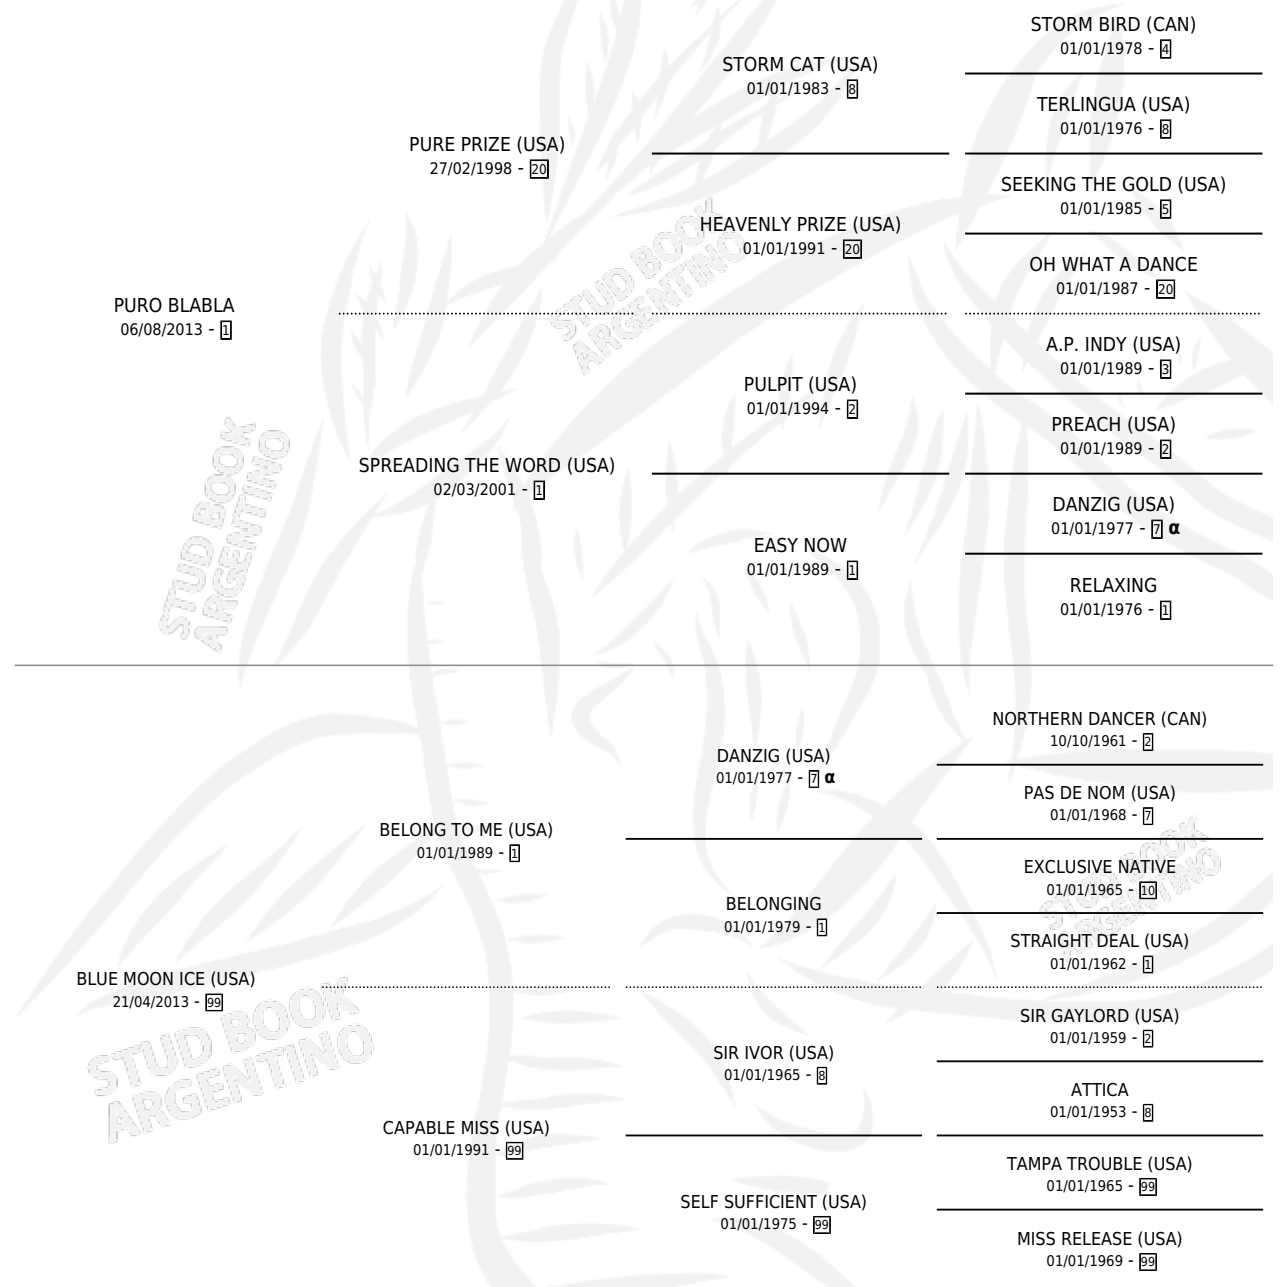 STORM BIRD (CAN)
01/01/1978 - 4
STORM CAT (USA)
01/01/1983 - 8
TERLINGUA (USA)
01/01/1976 - 8
PURE PRIZE (USA)
27/02/1998 - 20
SEEKING THE GOLD (USA)
01/01/1985 - 5
HEAVENLY PRIZE (USA)
01/01/1991 - 20
OH WHAT A DANCE
01/01/1987 - 20
PURO BLABLA
06/08/2013 - 1
A.P. INDY (USA)
01/01/1989 - 3
PULPIT (USA)
01/01/1994 - 2
PREACH (USA)
01/01/1989 - 2
SPREADING THE WORD (USA)
02/03/2001 - 1
DANZIG (USA)
01/01/1977 - 7 α
EASY NOW
01/01/1989 - 1
RELAXING
01/01/1976 - 1
NORTHERN DANCER (CAN)
10/10/1961 - 2
DANZIG (USA)
01/01/1977 - 7 α
PAS DE NOM (USA)
01/01/1968 - 7
BELONG TO ME (USA)
01/01/1989 - 1
EXCLUSIVE NATIVE
01/01/1965 - 10
BELONGING
01/01/1979 - 1
STRAIGHT DEAL (USA)
01/01/1962 - 1
BLUE MOON ICE (USA)
21/04/2013 - 99
SIR GAYLORD (USA)
01/01/1959 - 2
SIR IVOR (USA)
01/01/1965 - 8
ATTICA
01/01/1953 - 8
CAPABLE MISS (USA)
01/01/1991 - 99
TAMPA TROUBLE (USA)
01/01/1965 - 99
SELF SUFFICIENT (USA)
01/01/1975 - 99
MISS RELEASE (USA)
01/01/1969 - 99
STUD BOOK
ARGENTINO
STUD BOOK
ARGENTINO
STUD BOOK
ARGENTINO
STUD BOOK
ARGENTINO